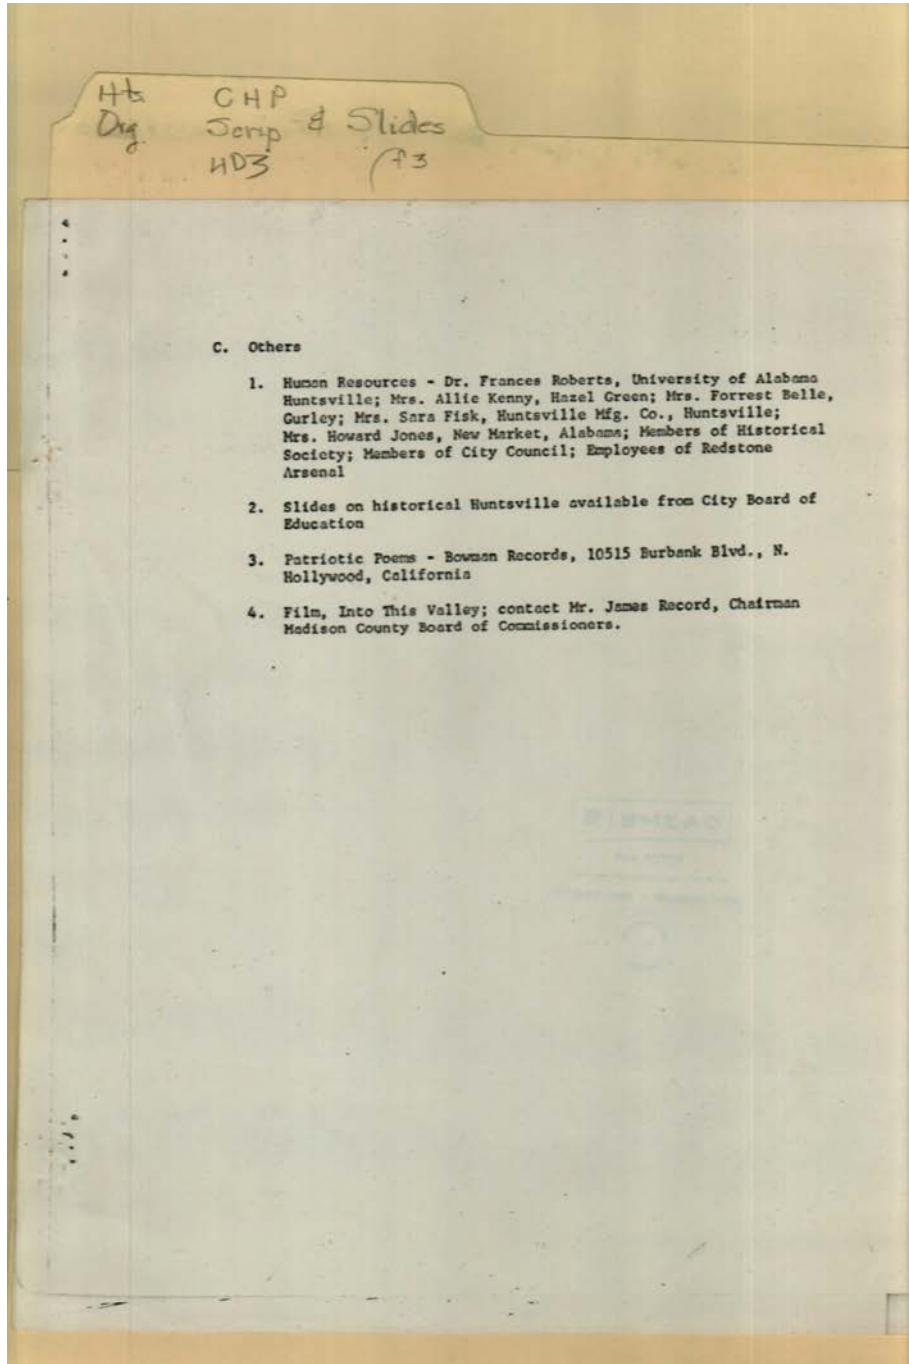 Hts CHP
Org. Scrip & Slides
HD3 f3
C. Others
1. Human Resources - Dr. Frances Roberts, University of Alabama
Huntsville; Mrs. Allie Kenny, Hazel Green; Mrs. Forrest Belle,
Gurley; Mrs. Sara Fisk, Huntsville Mfg. Co., Huntsville;
Mrs. Howard Jones, New Market, Alabama; Members of Historical
Society; Members of City Council; Employees of Redstone
Arsenal
2. Slides on historical Huntsville available from City Board of
Education
3. Patriotic Poems - Bowman Records, 10515 Burbank Blvd., N.
Hollywood, California
4. Film, Into This Valley; contact Mr. James Record, Chairman
Madison County Board of Commissioners.